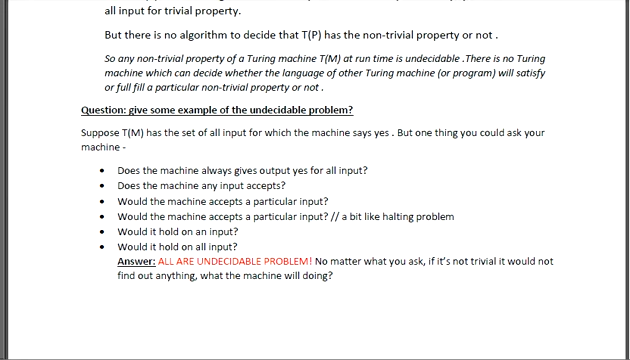 all input for trivial property.
But there is no algorithm to decide that T(P) has the non-trivial property or not .
So any non-trivial property of a Turing machine T(M) at run time is undecidable .There is no Turing
machine which can decide whether the language of other Turing machine (or program) will satisfy
or full fill a particular non-trivial property or not .
Question: give some example of the undecidable problem?
Suppose T(M) has the set of all input for which the machine says yes . But one thing you could ask your
machine -
• Does the machine always gives output yes for all input?
• Does the machine any input accepts?
• Would the machine accepts a particular input?
• Would the machine accepts a particular input? // a bit like halting problem
• Would it hold on an input?
• Would it hold on all input?
Answer: ALL ARE UNDECIDABLE PROBLEM! No matter what you ask, if it's not trivial it would not
find out anything, what the machine will doing?